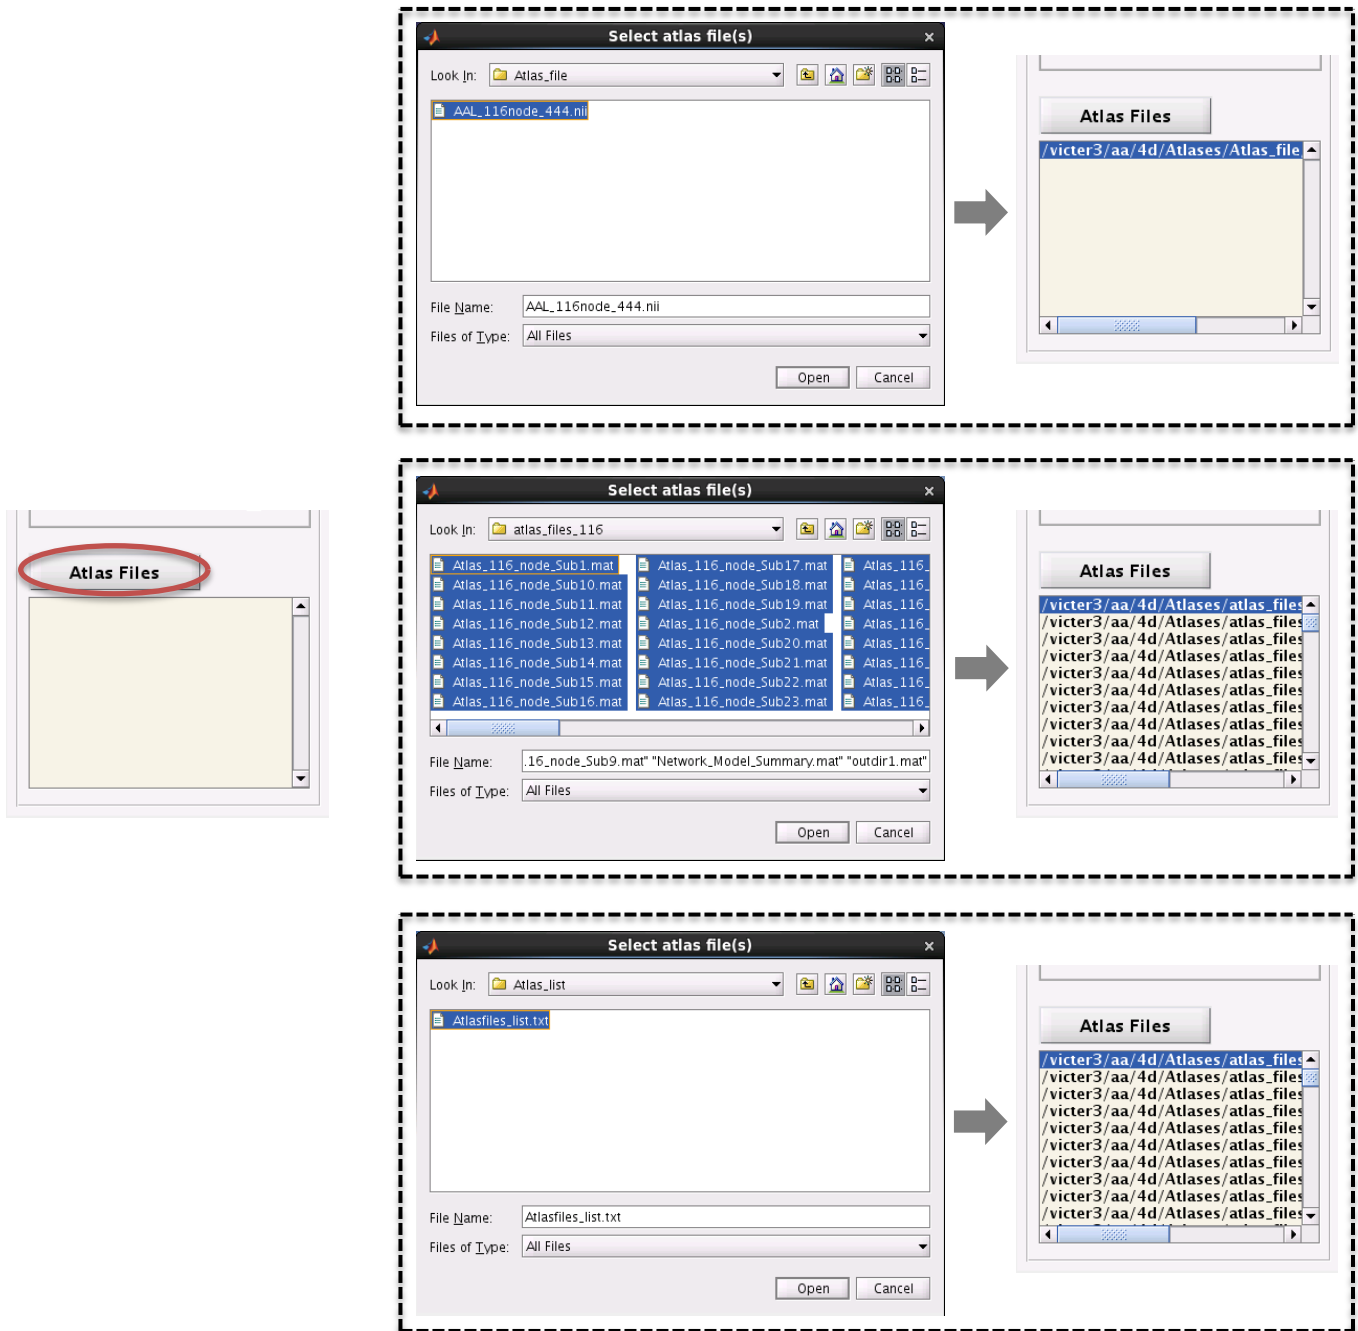 Select atlas file(s)
Look In: Atlas_file
AAL_116node_444.nii
File Name: AAL_116node_444.nii
Files of Type: All Files
Open Cancel
Atlas Files
/victer3/aa/4d/Atlases/Atlas_file
Atlas Files
Select atlas file(s)
Look In: atlas_files_116
Atlas_116_node_Sub1.mat Atlas_116_node_Sub17.mat Atlas_116_
Atlas_116_node_Sub10.mat Atlas_116_node_Sub18.mat Atlas_116_
Atlas_116_node_Sub11.mat Atlas_116_node_Sub19.mat Atlas_116_
Atlas_116_node_Sub12.mat Atlas_116_node_Sub2.mat Atlas_116_
Atlas_116_node_Sub13.mat Atlas_116_node_Sub20.mat Atlas_116_
Atlas_116_node_Sub14.mat Atlas_116_node_Sub21.mat Atlas_116_
Atlas_116_node_Sub15.mat Atlas_116_node_Sub22.mat Atlas_116_
Atlas_116_node_Sub16.mat Atlas_116_node_Sub23.mat Atlas_116_
File Name: .16_node_Sub9.mat" "Network_Model_Summary.mat" "outdir1.mat"
Files of Type: All Files
Open Cancel
Atlas Files
/victer3/aa/4d/Atlases/atlas_files
/victer3/aa/4d/Atlases/atlas_files
/victer3/aa/4d/Atlases/atlas_files
/victer3/aa/4d/Atlases/atlas_files
/victer3/aa/4d/Atlases/atlas_files
/victer3/aa/4d/Atlases/atlas_files
/victer3/aa/4d/Atlases/atlas_files
/victer3/aa/4d/Atlases/atlas_files
/victer3/aa/4d/Atlases/atlas_files
/victer3/aa/4d/Atlases/atlas_files
Select atlas file(s)
Look In: Atlas_list
Atlasfiles_list.txt
File Name: Atlasfiles_list.txt
Files of Type: All Files
Open Cancel
Atlas Files
/victer3/aa/4d/Atlases/atlas_files
/victer3/aa/4d/Atlases/atlas_files
/victer3/aa/4d/Atlases/atlas_files
/victer3/aa/4d/Atlases/atlas_files
/victer3/aa/4d/Atlases/atlas_files
/victer3/aa/4d/Atlases/atlas_files
/victer3/aa/4d/Atlases/atlas_files
/victer3/aa/4d/Atlases/atlas_files
/victer3/aa/4d/Atlases/atlas_files
/victer3/aa/4d/Atlases/atlas_files